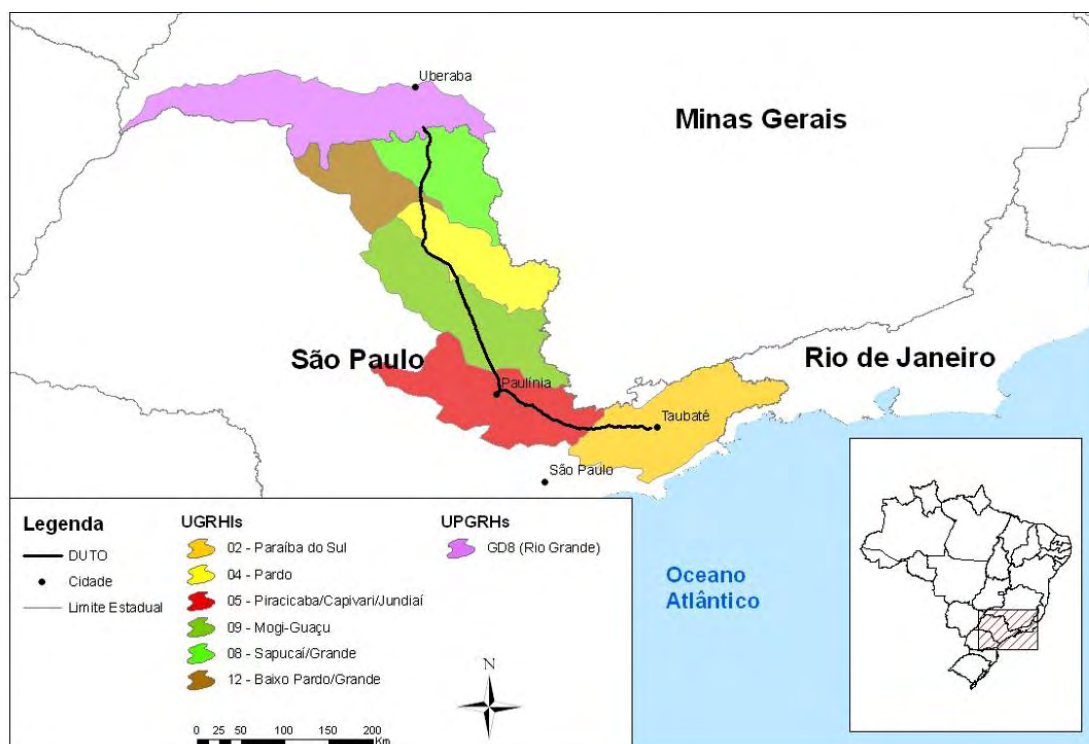 Uberaba
Minas Gerais
São Paulo
Rio de Janeiro
Paulínia
Taubaté
São Paulo
Oceano
Atlântico
Legenda
DUTO
Cidade
Limite Estadual
UGRHIs
02 - Paraíba do Sul
04 - Pardo
05 - Piracicaba/Capivari/Jundiaí
09 - Mogi-Guaçu
08 - Sapucaí/Grande
12 - Baixo Pardo/Grande
UPGRHs
GD8 (Rio Grande)
N
0 25 50 100 150 200
Km